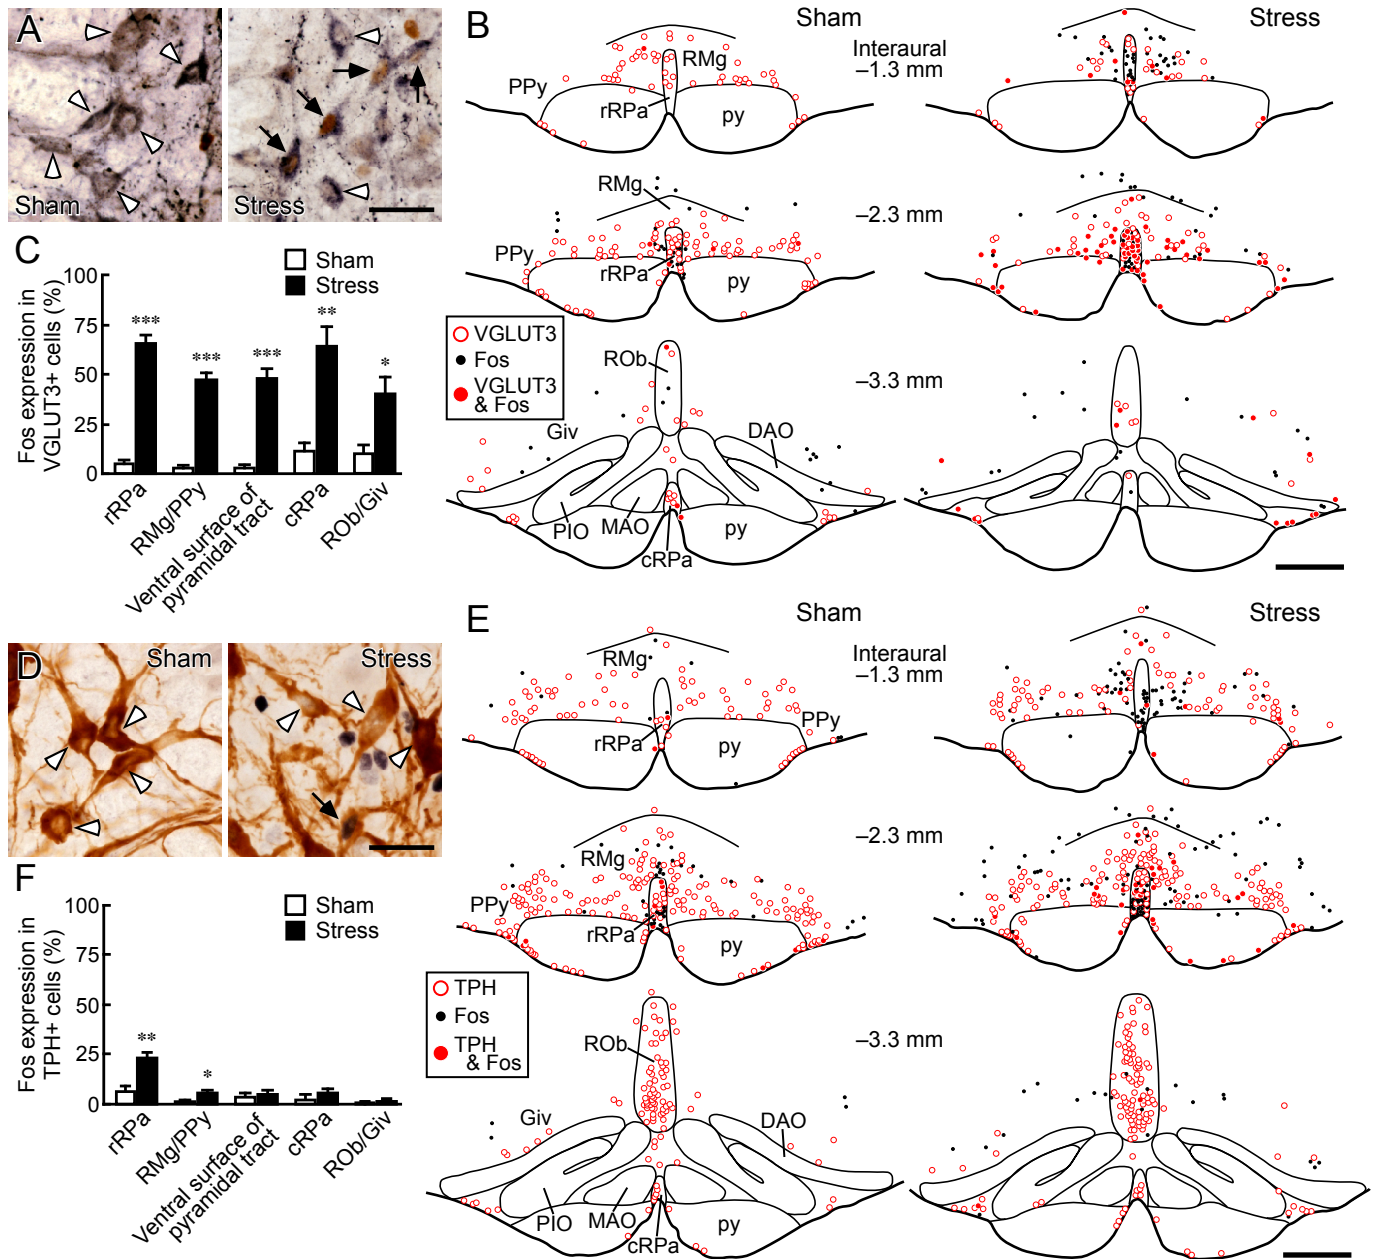 A
Sham
Stress
B
Sham
Stress
Interaural
–1.3 mm
RMg
PPy
rRPa
py
RMg
–2.3 mm
PPy
rRPa
py
VGLUT3
Fos
VGLUT3
& Fos
ROb
–3.3 mm
Giv
DAO
PIO
MAO
py
cRPa
C
Sham
Stress
Fos expression in
VGLUT3+ cells (%)
100
75
50
25
0
***
***
***
**
*
rRPa
RMg/PPy
Ventral surface of
pyramidal tract
cRPa
ROb/Giv
D
Sham
Stress
E
Sham
Stress
Interaural
–1.3 mm
RMg
PPy
rRPa
py
–2.3 mm
RMg
PPy
rRPa
py
TPH
Fos
TPH
& Fos
–3.3 mm
ROb
Giv
DAO
PIO
MAO
py
cRPa
F
Sham
Stress
Fos expression in
TPH+ cells (%)
100
75
50
25
0
**
*
rRPa
RMg/PPy
Ventral surface of
pyramidal tract
cRPa
ROb/Giv